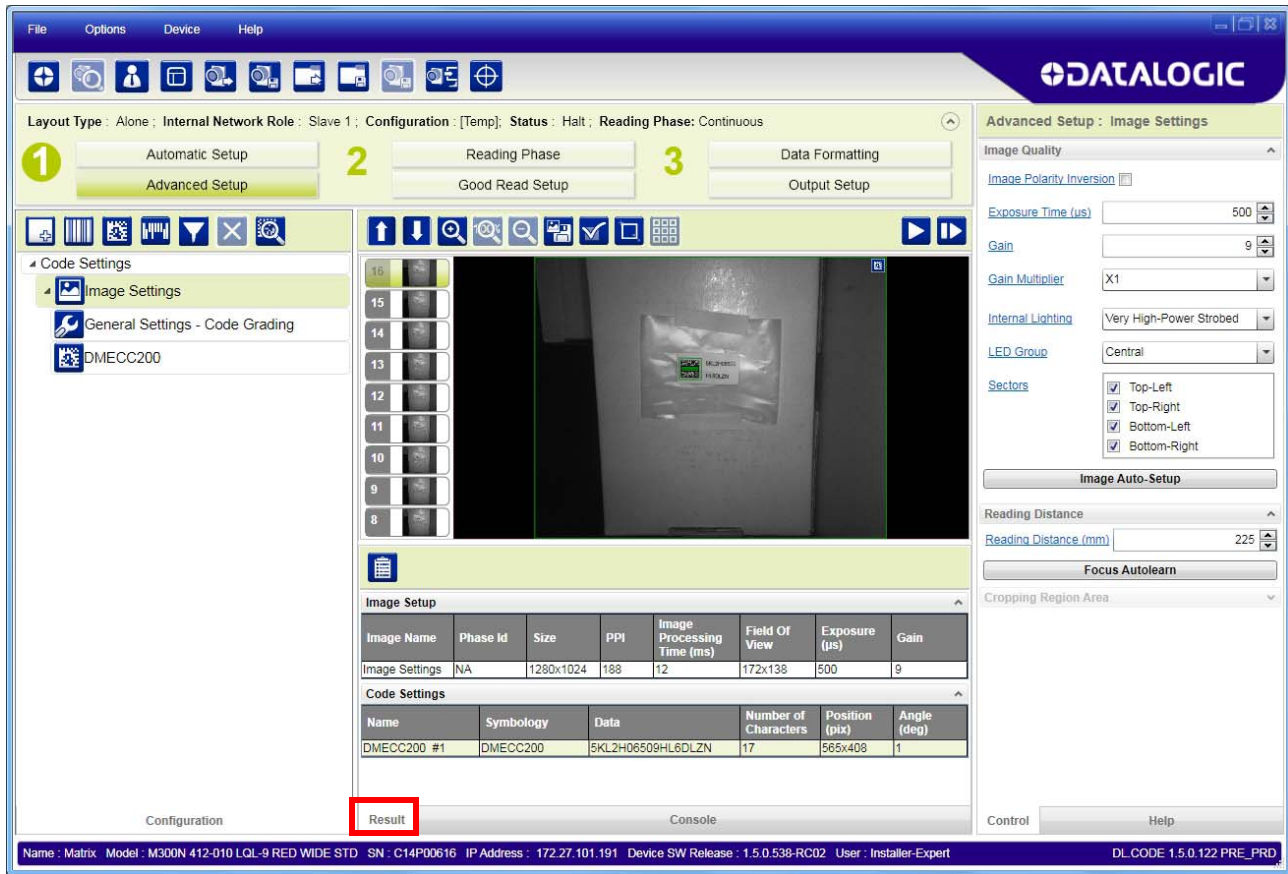 File Options Device Help
DATALOGIC
Layout Type : Alone ; Internal Network Role : Slave 1 ; Configuration : [Temp]; Status : Halt ; Reading Phase: Continuous
1 Automatic Setup 2 Reading Phase 3 Data Formatting
Advanced Setup Good Read Setup Output Setup
Code Settings
Image Settings
General Settings - Code Grading
DMECC200
Configuration
100%
16
15
14
13
12
11
10
9
8
Image Setup
Image Name Phase Id Size PPI Image Processing Time (ms) Field Of View Exposure (µs) Gain
Image Settings NA 1280x1024 188 12 172x138 500 9
Code Settings
Name Symbology Data Number of Characters Position (pix) Angle (deg)
DMECC200 #1 DMECC200 5KL2H06509HL6DLZN 17 565x408 1
Result Console
Advanced Setup : Image Settings
Image Quality
Image Polarity Inversion
Exposure Time (µs) 500
Gain 9
Gain Multiplier X1
Internal Lighting Very High-Power Strobed
LED Group Central
Sectors Top-Left
Top-Right
Bottom-Left
Bottom-Right
Image Auto-Setup
Reading Distance
Reading Distance (mm) 225
Focus Autolearn
Cropping Region Area
Control Help
Name : Matrix Model : M300N 412-010 LQL-9 RED WIDE STD SN : C14P00616 IP Address : 172.27.101.191 Device SW Release : 1.5.0.538-RC02 User : Installer-Expert DL.CODE 1.5.0.122 PRE_PRD